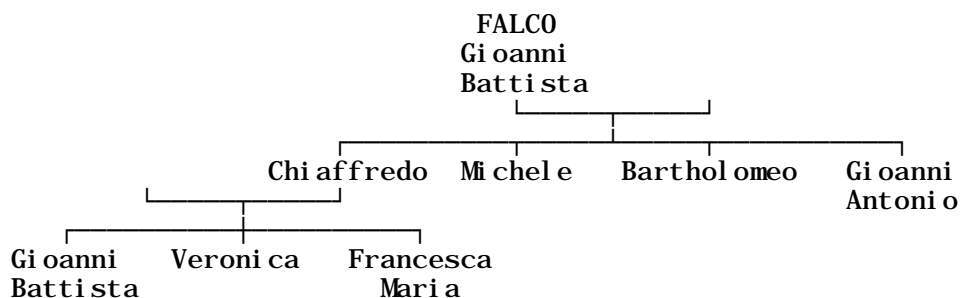 FALCO
Gioanni
Battista
Chiaffredo Michele Bartholomeo Gioanni
Antonio
Gioanni Veronica Francesca
Battista Maria